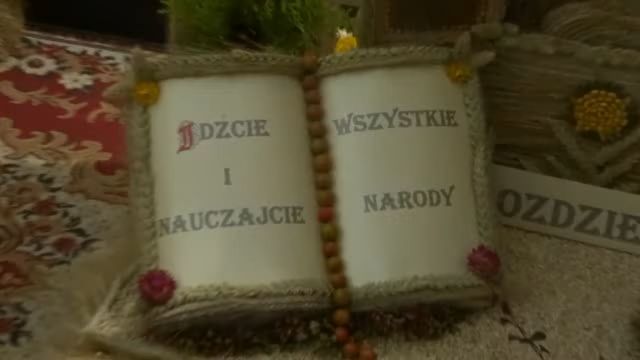 IDŹCIE
I
NAUCZAJCIE
WSZYSTKIE
NARODY
OZDZIE